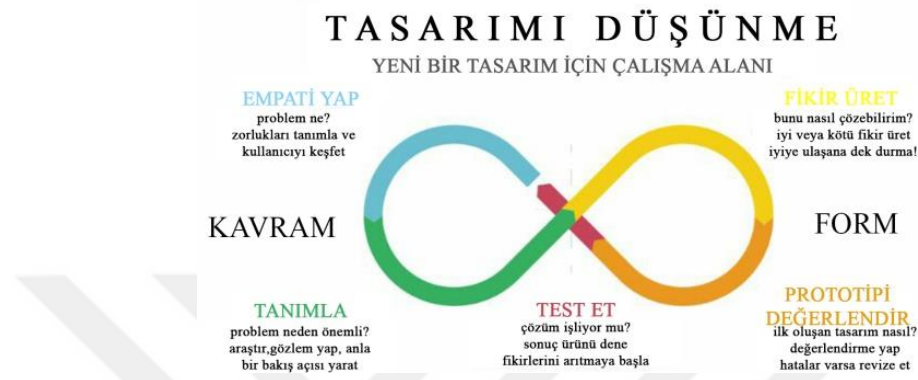 TASARIMI DÜŞÜNME
YENİ BİR TASARIM İÇİN ÇALIŞMA ALANI
EMPATİ YAP
problem ne?
zorlukları tanımla ve
kullanıcıyı keşfet
FİKİR ÜRET
bunu nasıl çözebilirim?
iyi veya kötü fikir üret
iyiye ulaşana dek durma!
KAVRAM
FORM
TANIMLA
problem neden önemli?
araştır,gözlem yap, anla
bir bakış açısı yarat
TEST ET
çözüm işliyor mu?
sonuç ürünü dene
fikirlerini arıtmaya başla
PROTOTİPİ
DEĞERLENDİR
ilk oluşan tasarım nasıl?
değerlendirme yap
hatalar varsa revize et